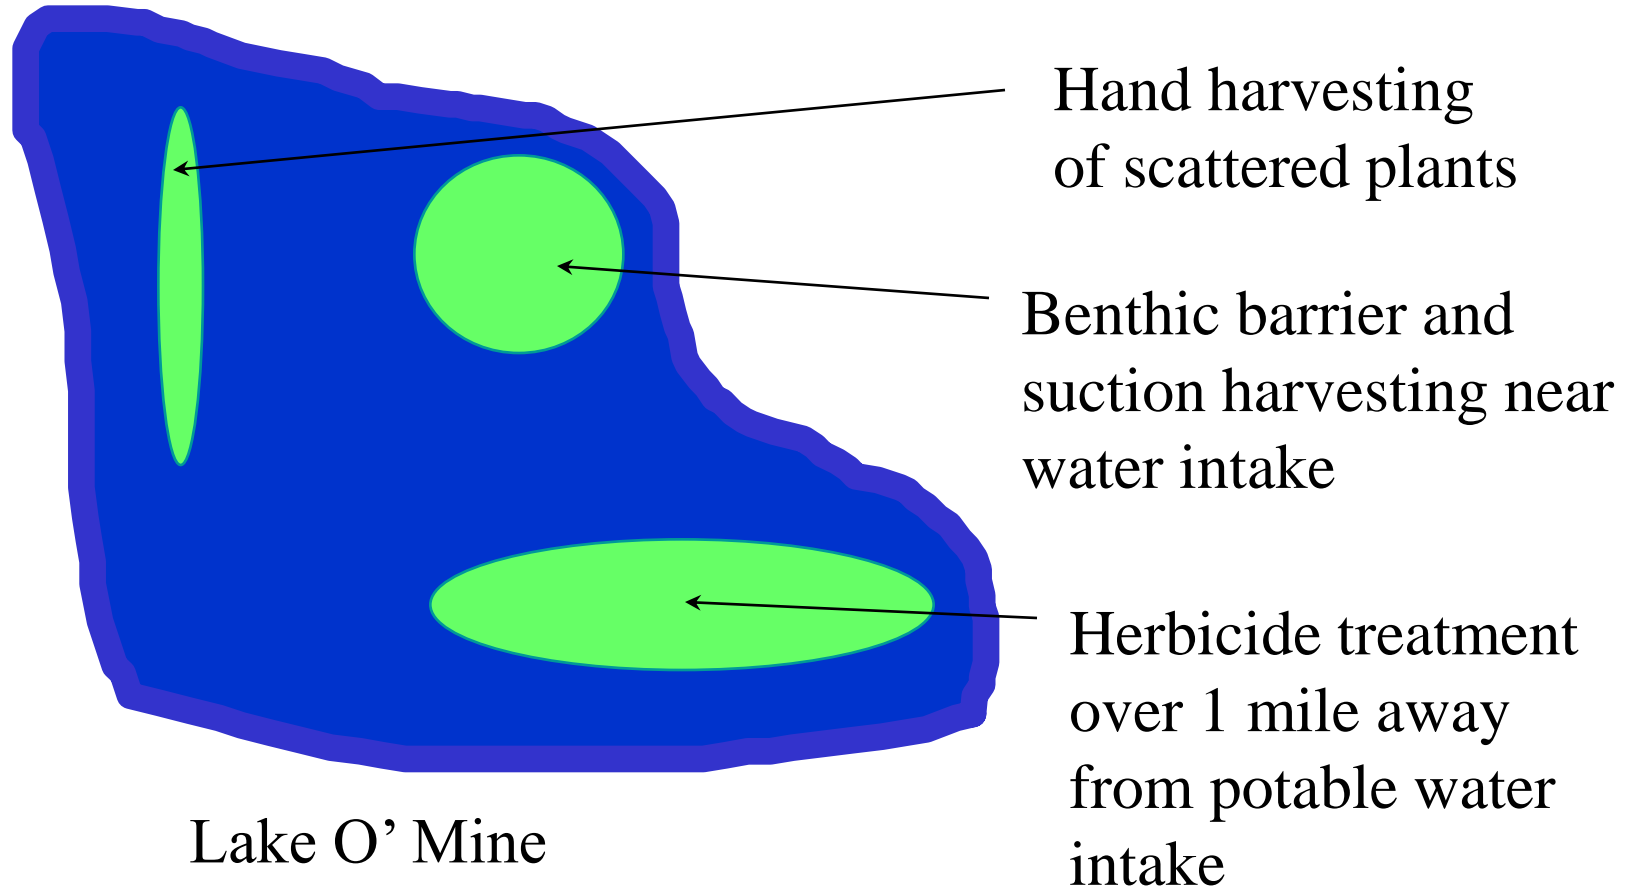 Hand harvesting
of scattered plants
Benthic barrier and
suction harvesting near
water intake
Herbicide treatment
over 1 mile away
from potable water
intake
Lake O’ Mine